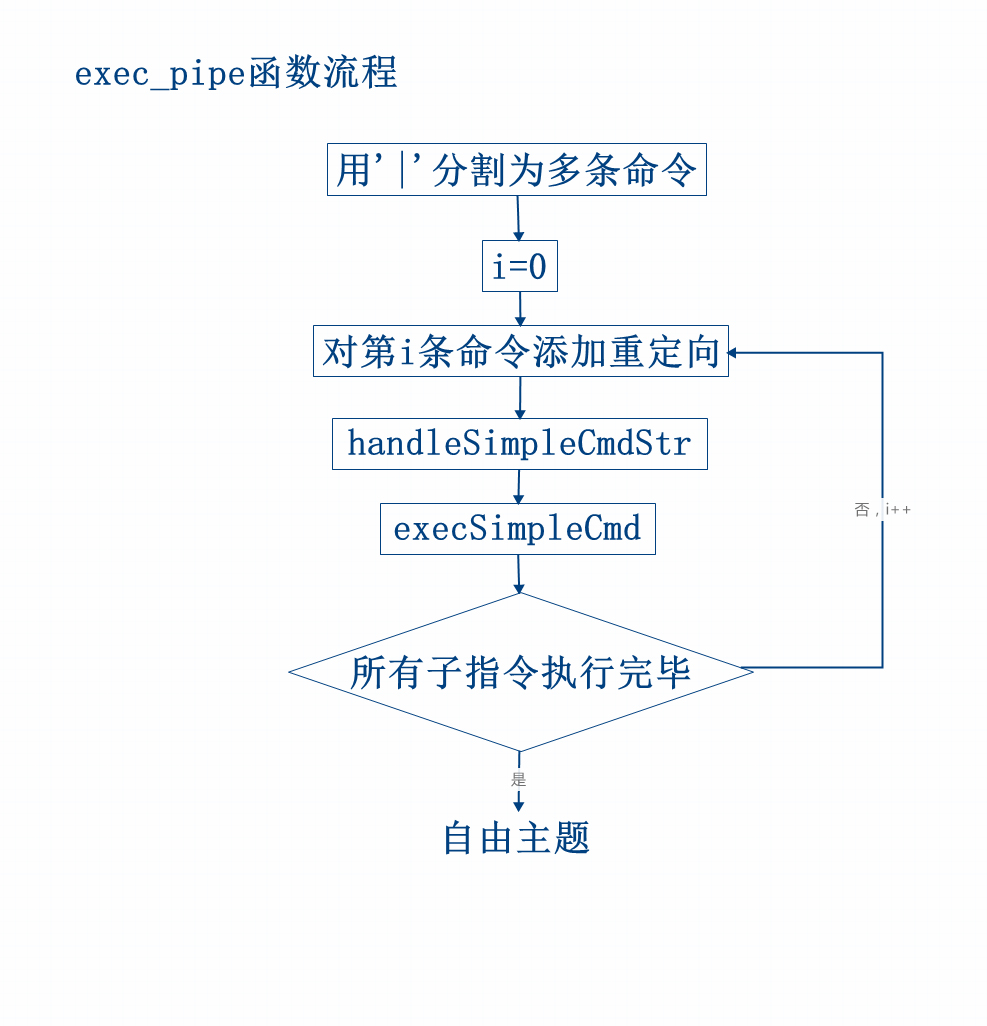 exec_pipe函数流程
用'|'分割为多条命令
i=0
对第i条命令添加重定向
handleSimpleCmdStr
execSimpleCmd
否，i++
所有子指令执行完毕
是
自由主题